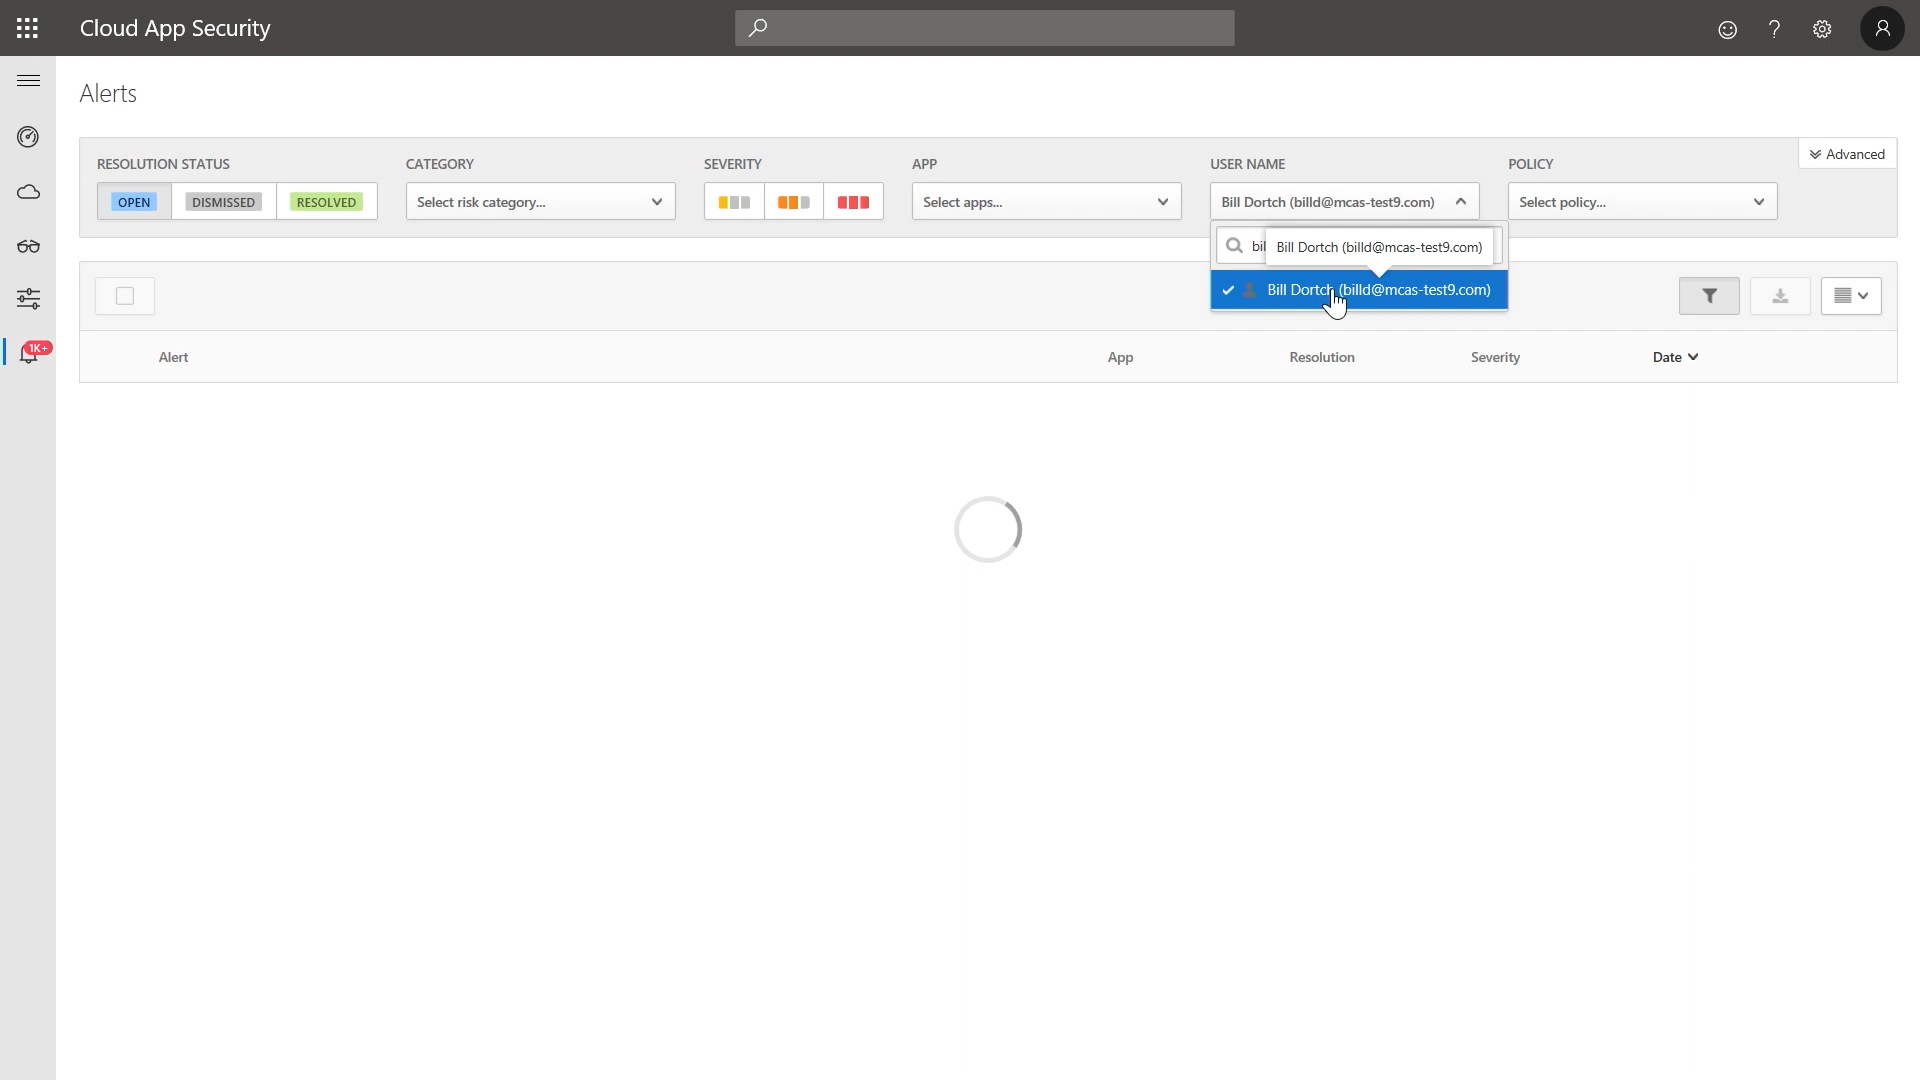 Cloud App Security
Alerts
RESOLUTION STATUS
CATEGORY
SEVERITY
APP
USER NAME
POLICY
Advanced
OPEN
DISMISSED
RESOLVED
Select risk category...
Select apps...
Bill Dortch (billd@mcas-test9.com)
Select policy...
bil
Bill Dortch (billd@mcas-test9.com)
Bill Dortch (billd@mcas-test9.com)
1K+
Alert
App
Resolution
Severity
Date